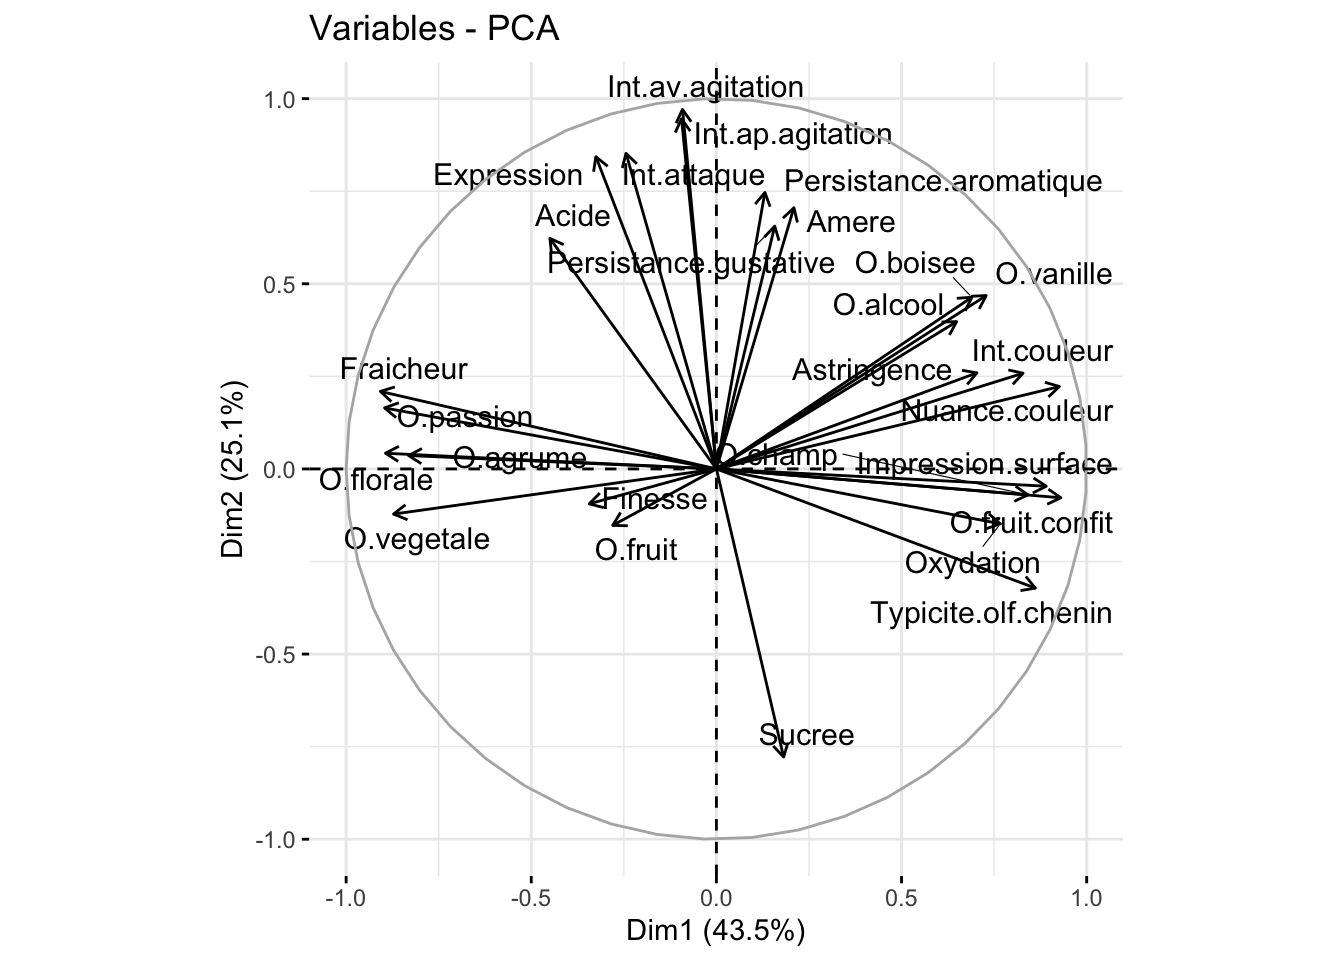 Variables - PCA
Int.av.agitation
1.0
Int.ap.agitation
Expression
Int.attaque
Persistance.aromatique
Acide
Amere
Persistance.gustative
O.boisee
O.vanille
0.5
O.alcool
Int.couleur
Fraicheur
Astringence
O.passion
Nuance.couleur
O.champ
O.agrume
Impression.surface
0.0
O.florale
Finesse
O.fruit.confit
O.vegetale
O.fruit
Oxydation
Typicite.olf.chenin
-0.5
Sucree
-1.0
Dim2 (25.1%)
-1.0
-0.5
0.0
0.5
1.0
Dim1 (43.5%)